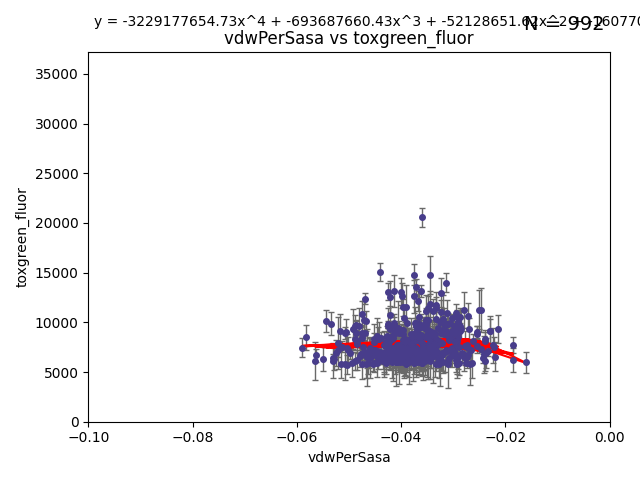 y = -3229177654.73x^4 + -693687660.43x^3 + -52128651.
N = 992
vdwPerSasa vs toxgreen_fluor
35000
30000
25000
20000
15000
10000
5000
0
toxgreen_fluor
−0.10
−0.08
−0.06
−0.04
−0.02
0.00
vdwPerSasa